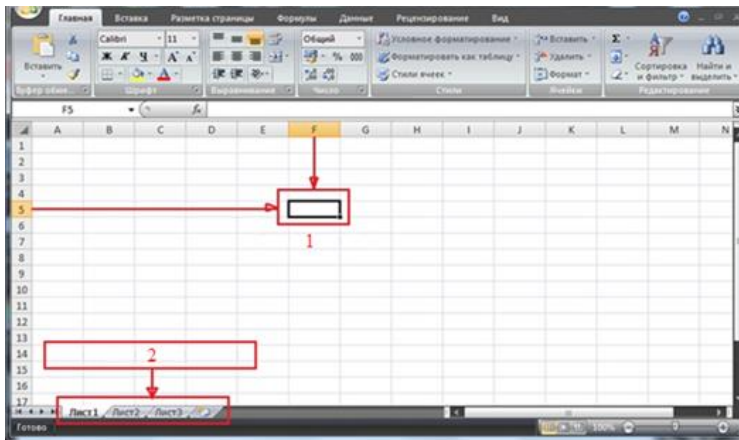 Главная Вставка Разметка страницы Формулы Данные Рецензирование Вид
Calibri 11 Общий Условное форматирование Вставить Σ
Вставить Ж К Ч А А % 000 Форматировать как таблицу Удалить Сортировка и фильтр Найти и выделить
А Стили ячеек Формат
Буфер обмен... Шрифт Выравнивание Число Стили Ячейки Редактирование
F5 fx
A B C D E F G H I J K L M N
1
2
3
4
5
6
1
7
8
9
10
11
12
13
14 2
15
16
17
Лист1 Лист2 Лист3
Готово 100%